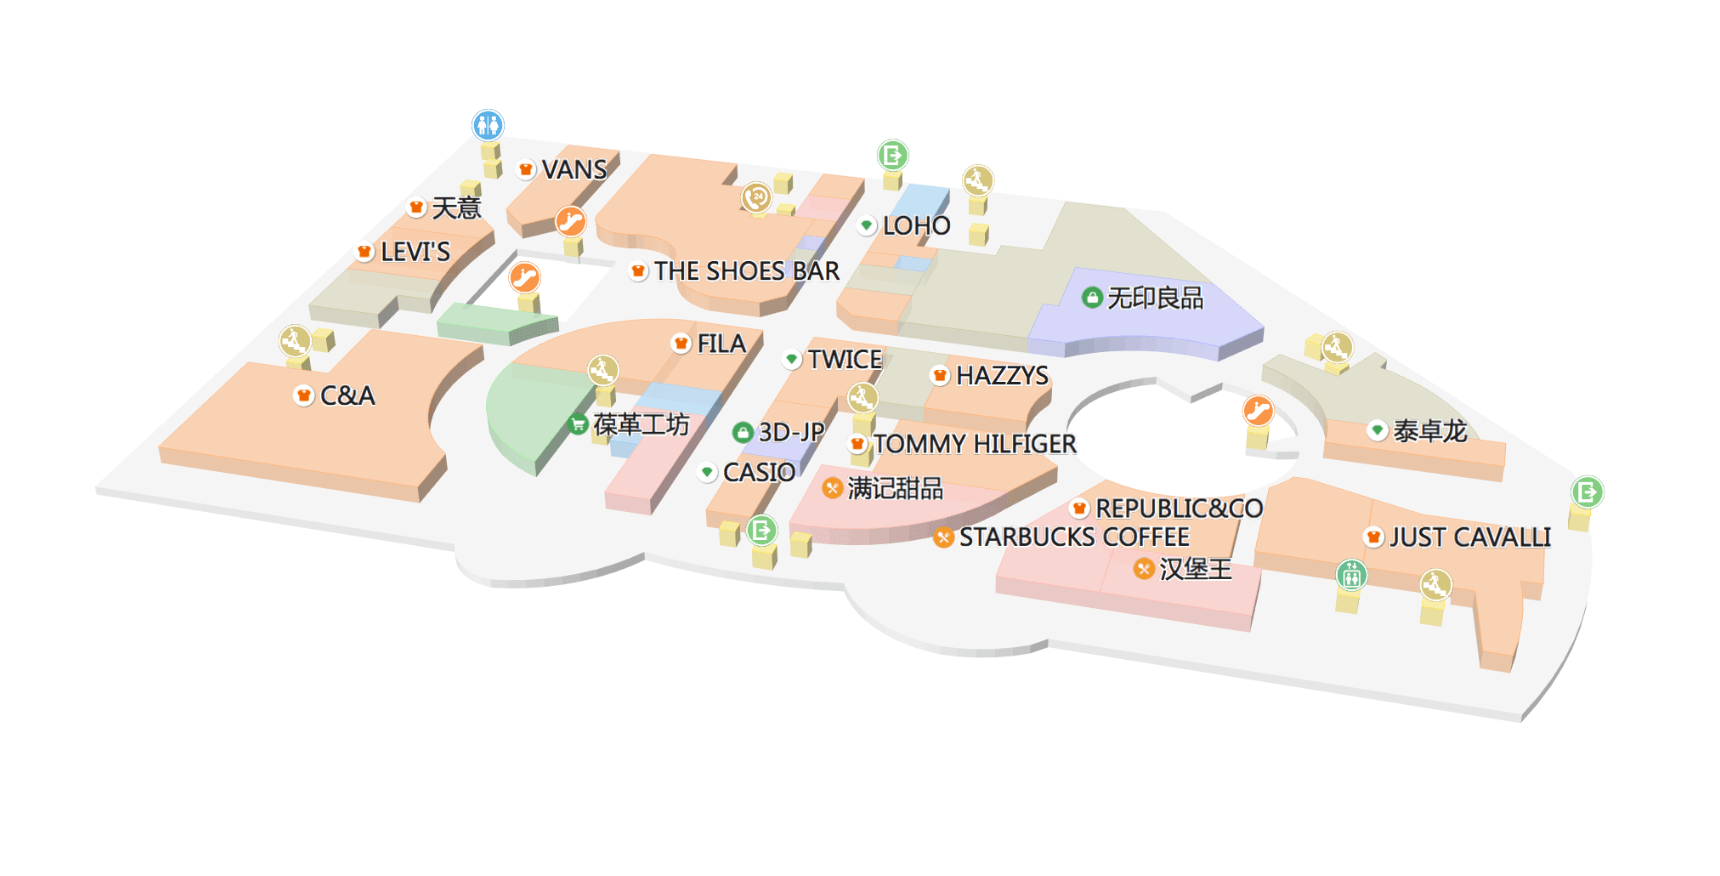 VANS
天意
LEVI'S
24
LOHO
THE SHOES BAR
无印良品
FILA
TWICE
HAZZYS
C&A
葆革工坊
3D-JP
TOMMY HILFIGER
泰卓龙
CASIO
满记甜品
REPUBLIC&CO
STARBUCKS COFFEE
JUST CAVALLI
汉堡王